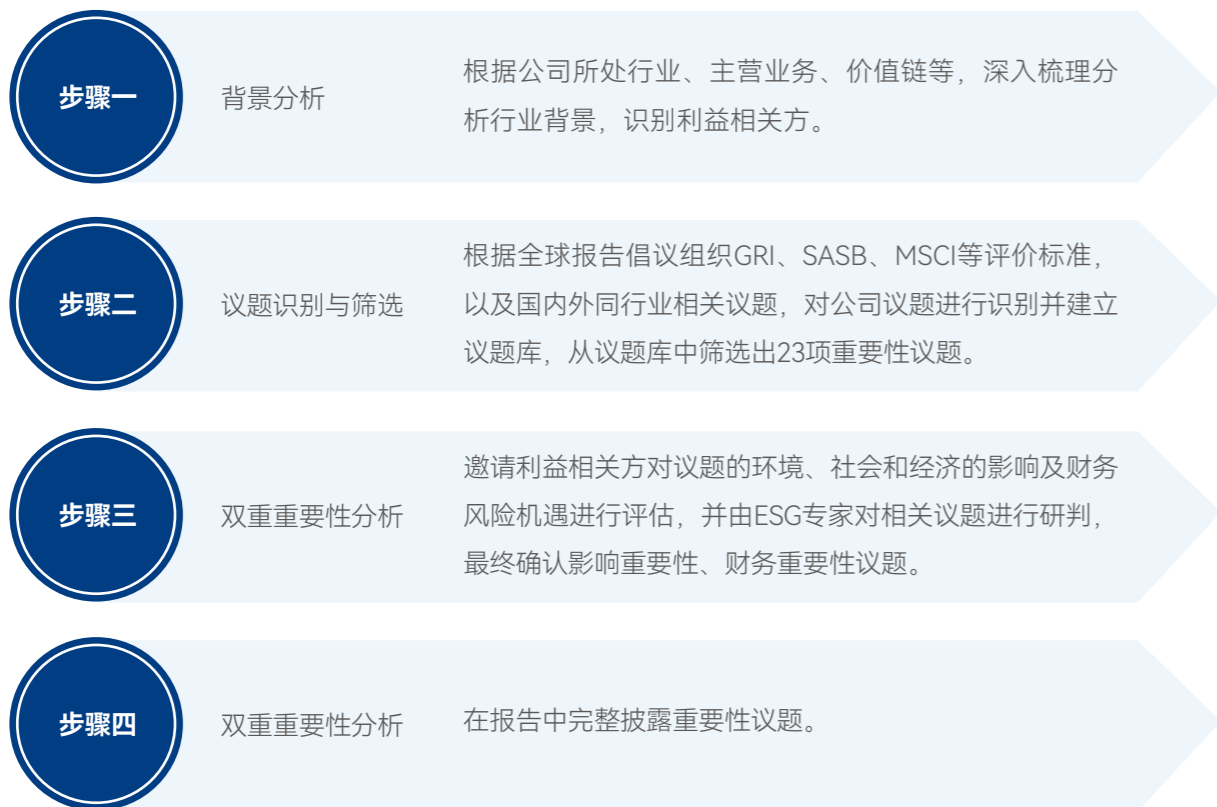 步骤一
背景分析
根据公司所处行业、主营业务、价值链等，深入梳理分
析行业背景，识别利益相关方。
步骤二
议题识别与筛选
根据全球报告倡议组织GRI、SASB、MSCI等评价标准，
以及国内外同行业相关议题，对公司议题进行识别并建立
议题库，从议题库中筛选出23项重要性议题。
步骤三
双重重要性分析
邀请利益相关方对议题的环境、社会和经济的影响及财务
风险机遇进行评估，并由ESG专家对相关议题进行研判，
最终确认影响重要性、财务重要性议题。
步骤四
双重重要性分析
在报告中完整披露重要性议题。